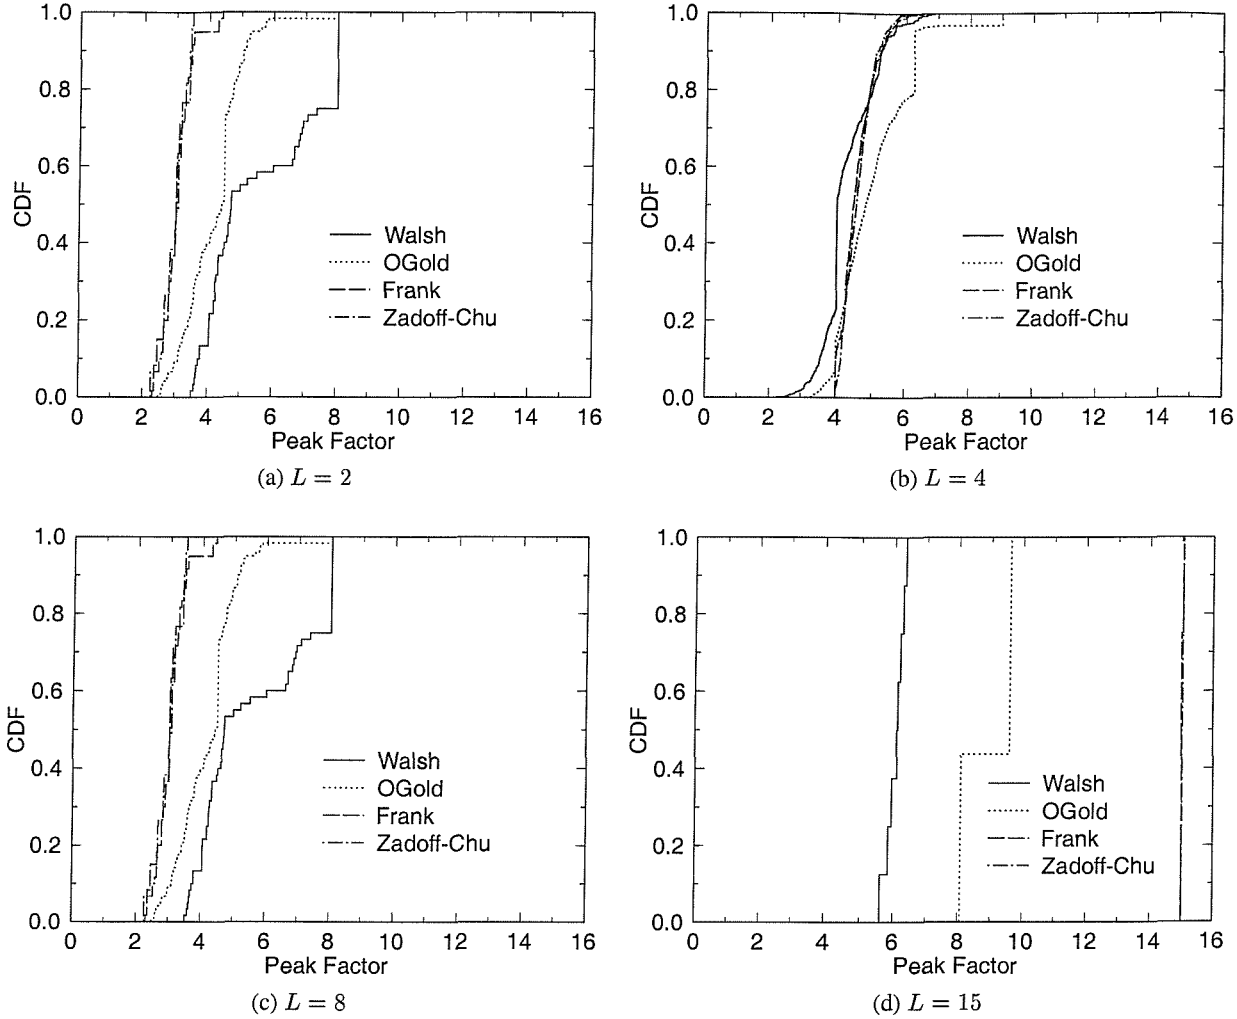 1.0
0.8
0.6
0.4
0.2
0.0
CDF
Walsh
OGold
Frank
Zadoff-Chu
0 2 4 6 8 10 12 14 16
Peak Factor
(a) L = 2
1.0
0.8
0.6
0.4
0.2
0.0
CDF
Walsh
OGold
Frank
Zadoff-Chu
0 2 4 6 8 10 12 14 16
Peak Factor
(b) L = 4
1.0
0.8
0.6
0.4
0.2
0.0
CDF
Walsh
OGold
Frank
Zadoff-Chu
0 2 4 6 8 10 12 14 16
Peak Factor
(c) L = 8
1.0
0.8
0.6
0.4
0.2
0.0
CDF
Walsh
OGold
Frank
Zadoff-Chu
0 2 4 6 8 10 12 14 16
Peak Factor
(d) L = 15